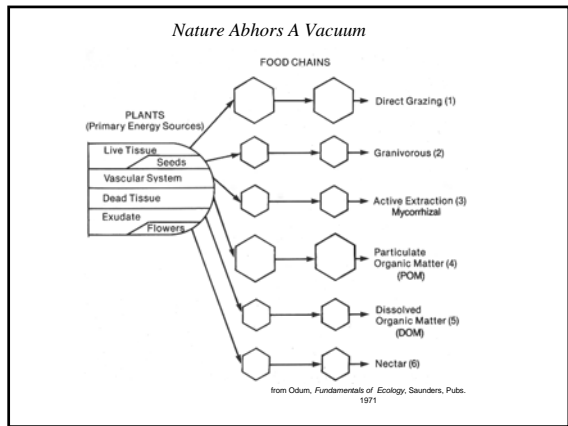 Nature Abhors A Vacuum
FOOD CHAINS
PLANTS
(Primary Energy Sources)
Live Tissue
Seeds
Vascular System
Dead Tissue
Exudate
Flowers
Direct Grazing (1)
Granivorous (2)
Active Extraction (3)
Mycorrhizal
Particulate
Organic Matter (4)
(POM)
Dissolved
Organic Matter (5)
(DOM)
Nectar (6)
from Odum, Fundamentals of Ecology, Saunders, Pubs.
1971